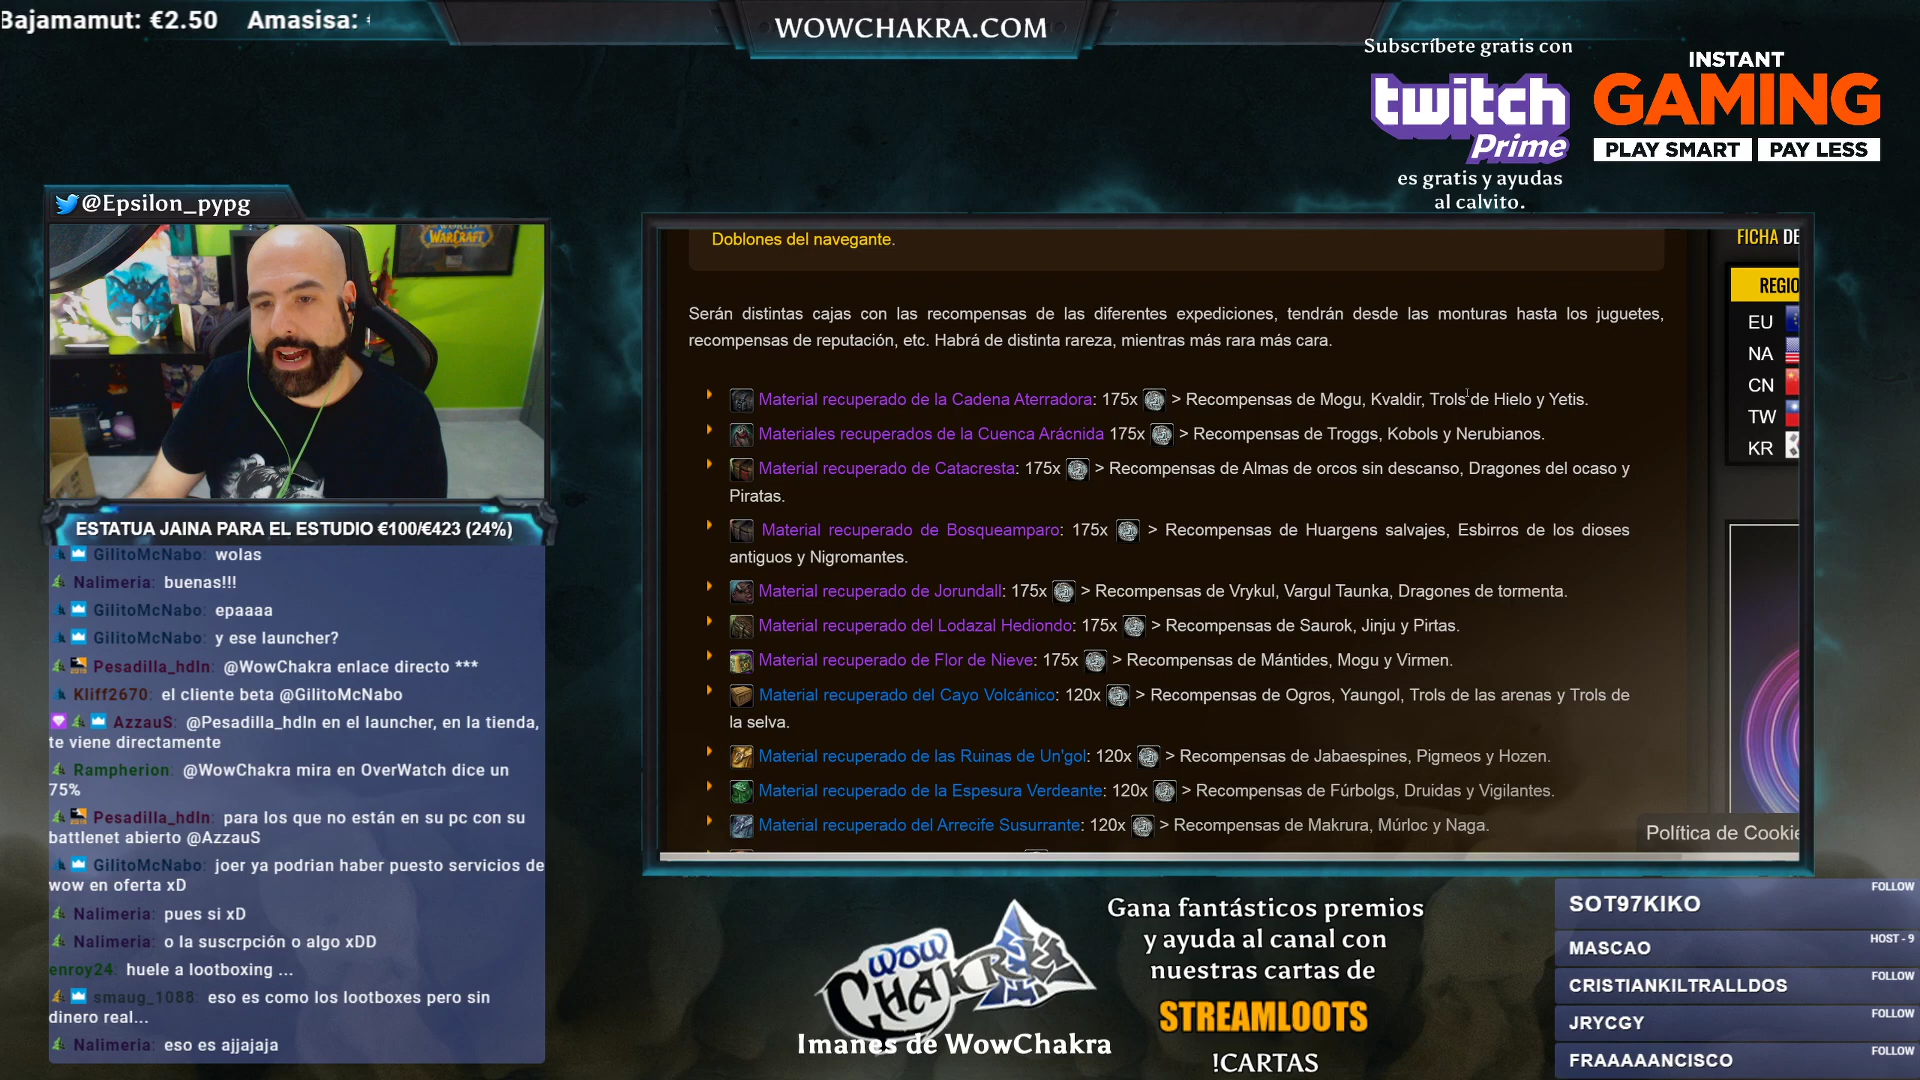 Bajamamut: €2.50 Amasisa:
WOWCHAKRA.COM
Subscríbete gratis con
twitch
Prime
es gratis y ayudas
al calvito.
INSTANT
GAMING
PLAY SMART PAY LESS
@Epsilon_pypg
WORLD
WARCRAFT
ESTATUA JAINA PARA EL ESTUDIO €100/€423 (24%)
GilitoMcNabo: wolas
Nalimeria: buenas!!!
GilitoMcNabo: epaaaa
GilitoMcNabo: y ese launcher?
Pesadilla_hdln: @WowChakra enlace directo ***
Kliff2670: el cliente beta @GilitoMcNabo
AzzauS: @Pesadilla_hdln en el launcher, en la tienda,
te viene directamente
Rampherion: @WowChakra mira en OverWatch dice un
75%
Pesadilla_hdln: para los que no están en su pc con su
battlenet abierto @AzzauS
GilitoMcNabo: joer ya podrian haber puesto servicios de
wow en oferta xD
Nalimeria: pues si xD
Nalimeria: o la suscrpción o algo xDD
enroy24: huele a lootboxing ...
smaug_1088: eso es como los lootboxes pero sin
dinero real...
Nalimeria: eso es ajjajaja
Doblones del navegante.
Serán distintas cajas con las recompensas de las diferentes expediciones, tendrán desde las monturas hasta los juguetes,
recompensas de reputación, etc. Habrá de distinta rareza, mientras más rara más cara.
Material recuperado de la Cadena Aterradora: 175x > Recompensas de Mogu, Kvaldir, Trols de Hielo y Yetis.
Materiales recuperados de la Cuenca Arácnida 175x > Recompensas de Troggs, Kobols y Nerubianos.
Material recuperado de Catacresta: 175x > Recompensas de Almas de orcos sin descanso, Dragones del ocaso y
Piratas.
Material recuperado de Bosqueamparo: 175x > Recompensas de Huargens salvajes, Esbirros de los dioses
antiguos y Nigromantes.
Material recuperado de Jorundall: 175x > Recompensas de Vrykul, Vargul Taunka, Dragones de tormenta.
Material recuperado del Lodazal Hediondo: 175x > Recompensas de Saurok, Jinju y Pirtas.
Material recuperado de Flor de Nieve: 175x > Recompensas de Mántides, Mogu y Virmen.
Material recuperado del Cayo Volcánico: 120x > Recompensas de Ogros, Yaungol, Trols de las arenas y Trols de
la selva.
Material recuperado de las Ruinas de Un'gol: 120x > Recompensas de Jabaespines, Pigmeos y Hozen.
Material recuperado de la Espesura Verdeante: 120x > Recompensas de Fúrbolgs, Druidas y Vigilantes.
Material recuperado del Arrecife Susurrante: 120x > Recompensas de Makrura, Múrloc y Naga.
FICHA DE
REGIO
EU
NA
CN
TW
KR
Política de Cookie
WOW
CHAKRA
Imanes de WowChakra
Gana fantásticos premios
y ayuda al canal con
nuestras cartas de
STREAMLOOTS
!CARTAS
FOLLOW
SOT97KIKO
HOST - 9
MASCAO
FOLLOW
CRISTIANKILTRALLDOS
FOLLOW
JRYCGY
FOLLOW
FRAAAAANCISCO